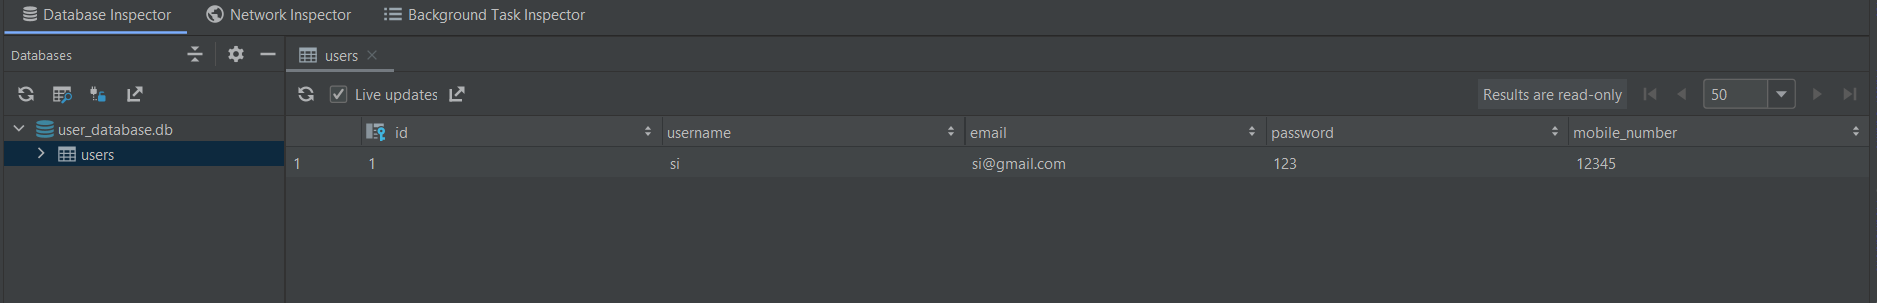 Database Inspector Network Inspector Background Task Inspector
Databases
users
Live updates
Results are read-only
50
user_database.db
users
id username email password mobile_number
1 1 si si@gmail.com 123 12345